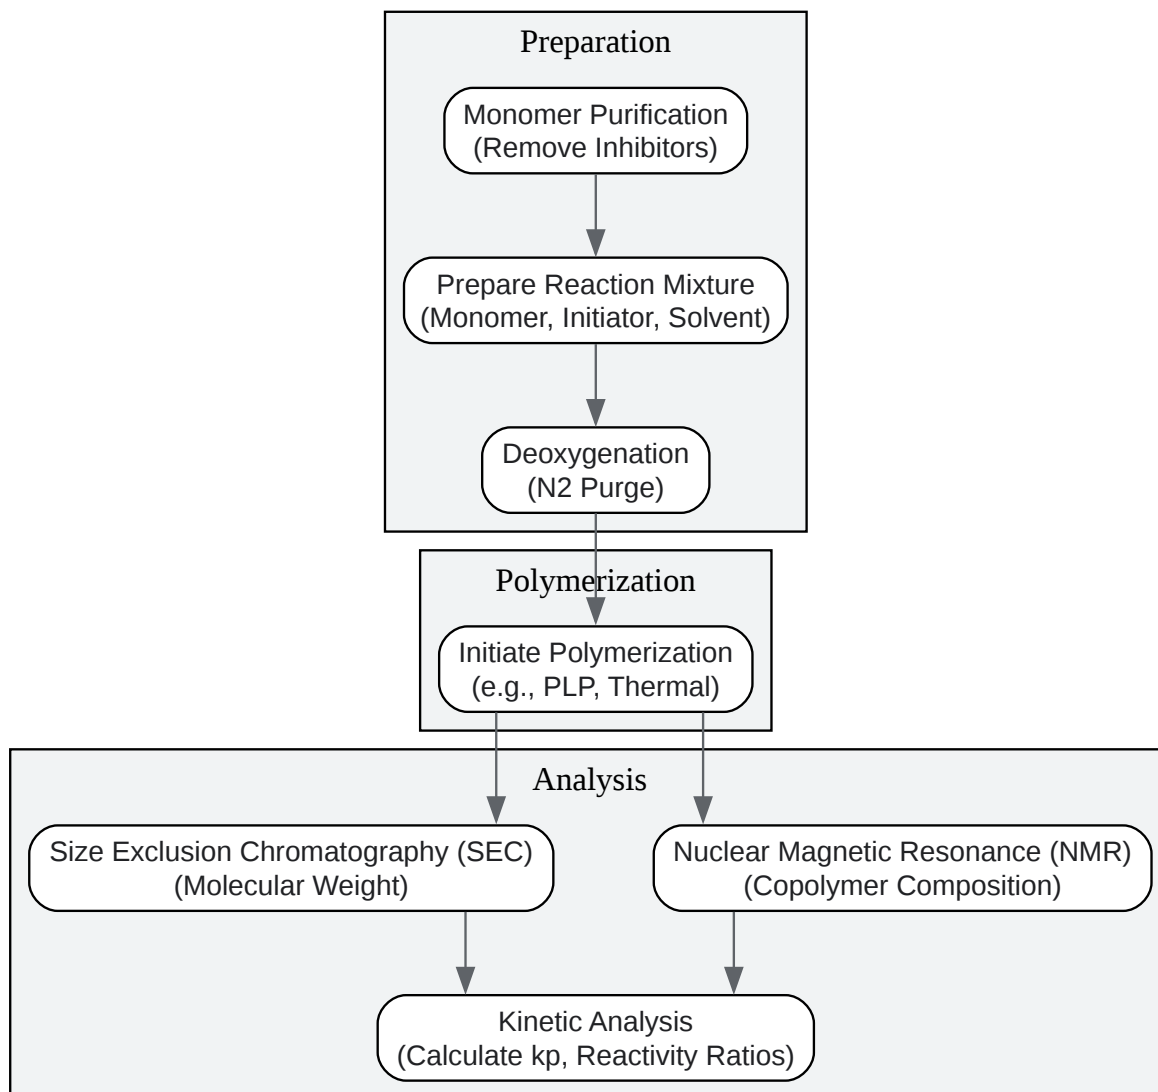 Preparation
Monomer Purification
(Remove Inhibitors)
Prepare Reaction Mixture
(Monomer, Initiator, Solvent)
Deoxygenation
(N2 Purge)
Polymerization
Initiate Polymerization
(e.g., PLP, Thermal)
Analysis
Size Exclusion Chromatography (SEC)
(Molecular Weight)
Nuclear Magnetic Resonance (NMR)
(Copolymer Composition)
Kinetic Analysis
(Calculate kp, Reactivity Ratios)